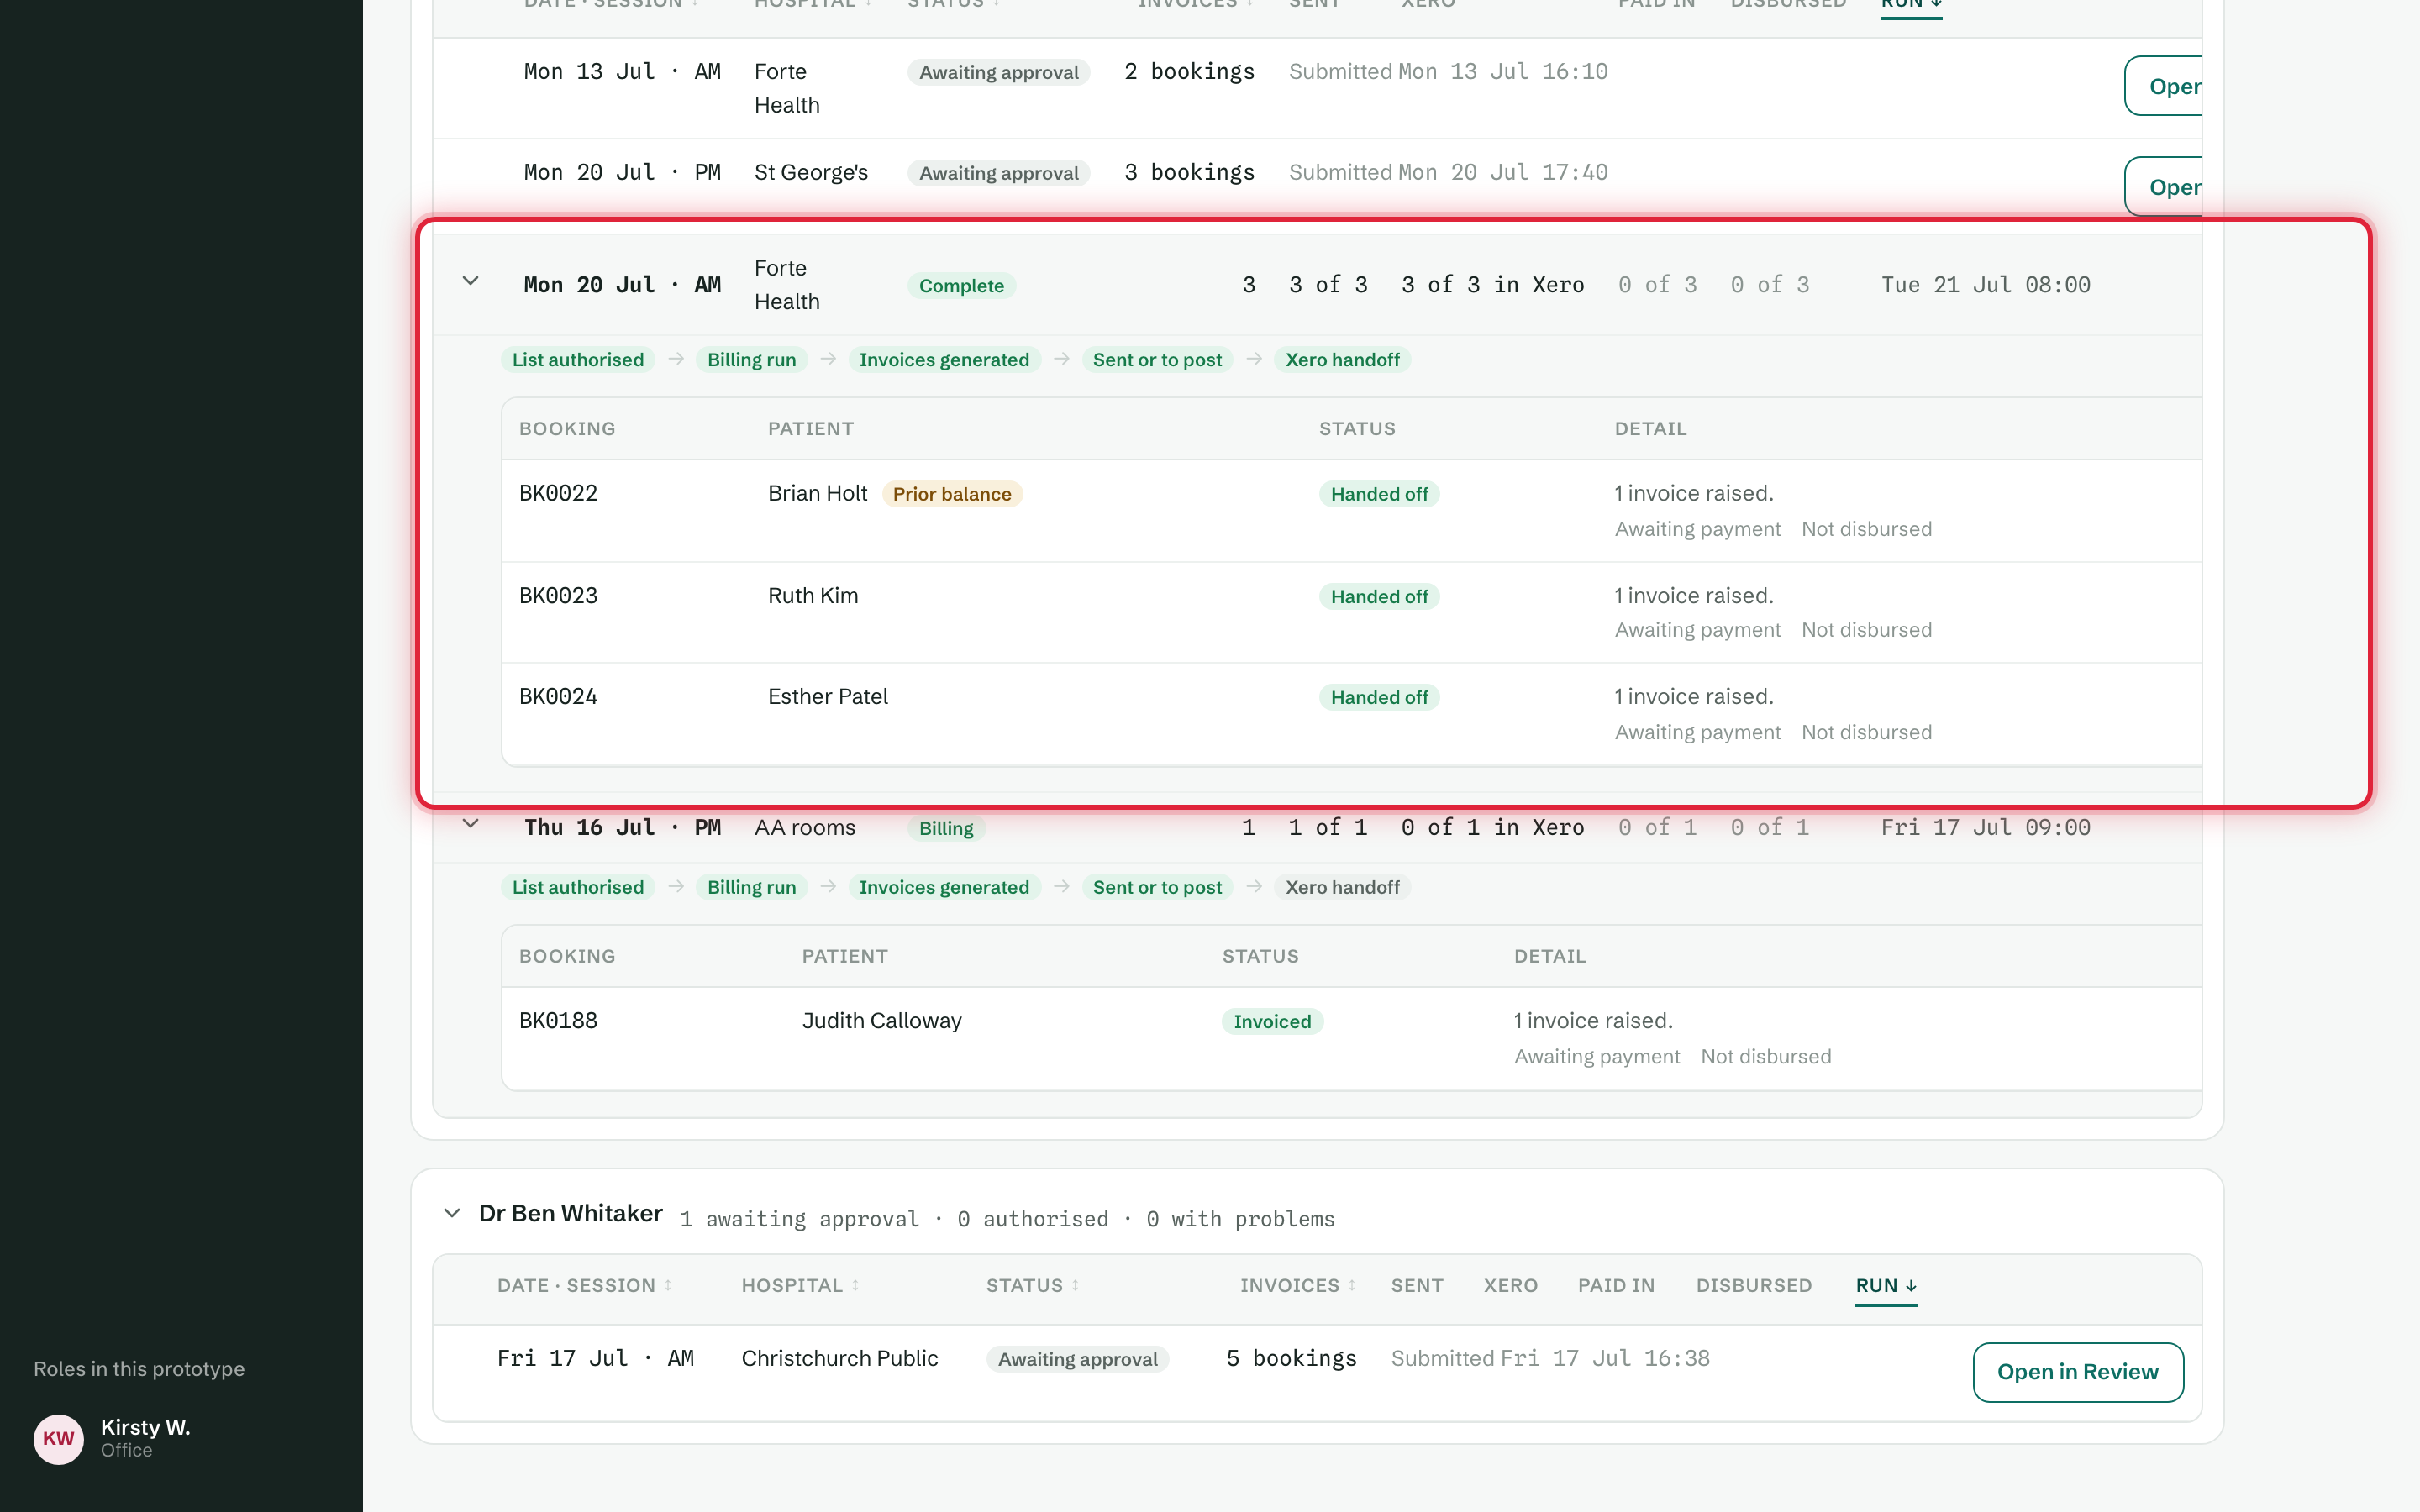 DATE · SESSION ↕ HOSPITAL ↕ STATUS ↕ INVOICES ↕ SENT XERO PAID IN DISBURSED RUN ↓
Mon 13 Jul · AM Forte Health Awaiting approval 2 bookings Submitted Mon 13 Jul 16:10
Mon 20 Jul · PM St George's Awaiting approval 3 bookings Submitted Mon 20 Jul 17:40
Mon 20 Jul · AM Forte Health Complete 3 3 of 3 3 of 3 in Xero 0 of 3 0 of 3 Tue 21 Jul 08:00
List authorised → Billing run → Invoices generated → Sent or to post → Xero handoff
BOOKING PATIENT STATUS DETAIL
BK0022 Brian Holt Prior balance Handed off 1 invoice raised.
Awaiting payment Not disbursed
BK0023 Ruth Kim Handed off 1 invoice raised.
Awaiting payment Not disbursed
BK0024 Esther Patel Handed off 1 invoice raised.
Awaiting payment Not disbursed
Thu 16 Jul · PM AA rooms Billing 1 1 of 1 0 of 1 in Xero 0 of 1 0 of 1 Fri 17 Jul 09:00
List authorised → Billing run → Invoices generated → Sent or to post → Xero handoff
BOOKING PATIENT STATUS DETAIL
BK0188 Judith Calloway Invoiced 1 invoice raised.
Awaiting payment Not disbursed
Dr Ben Whitaker 1 awaiting approval · 0 authorised · 0 with problems
DATE · SESSION ↕ HOSPITAL ↕ STATUS ↕ INVOICES ↕ SENT XERO PAID IN DISBURSED RUN ↓
Fri 17 Jul · AM Christchurch Public Awaiting approval 5 bookings Submitted Fri 17 Jul 16:38 Open in Review
Roles in this prototype
KW Kirsty W.
Office